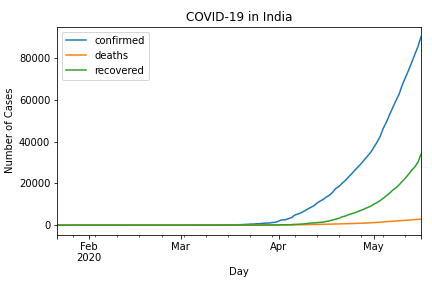 COVID-19 in India
confirmed
deaths
recovered
80000
60000
40000
20000
0
Number of Cases
Feb
2020
Mar
Apr
May
Day